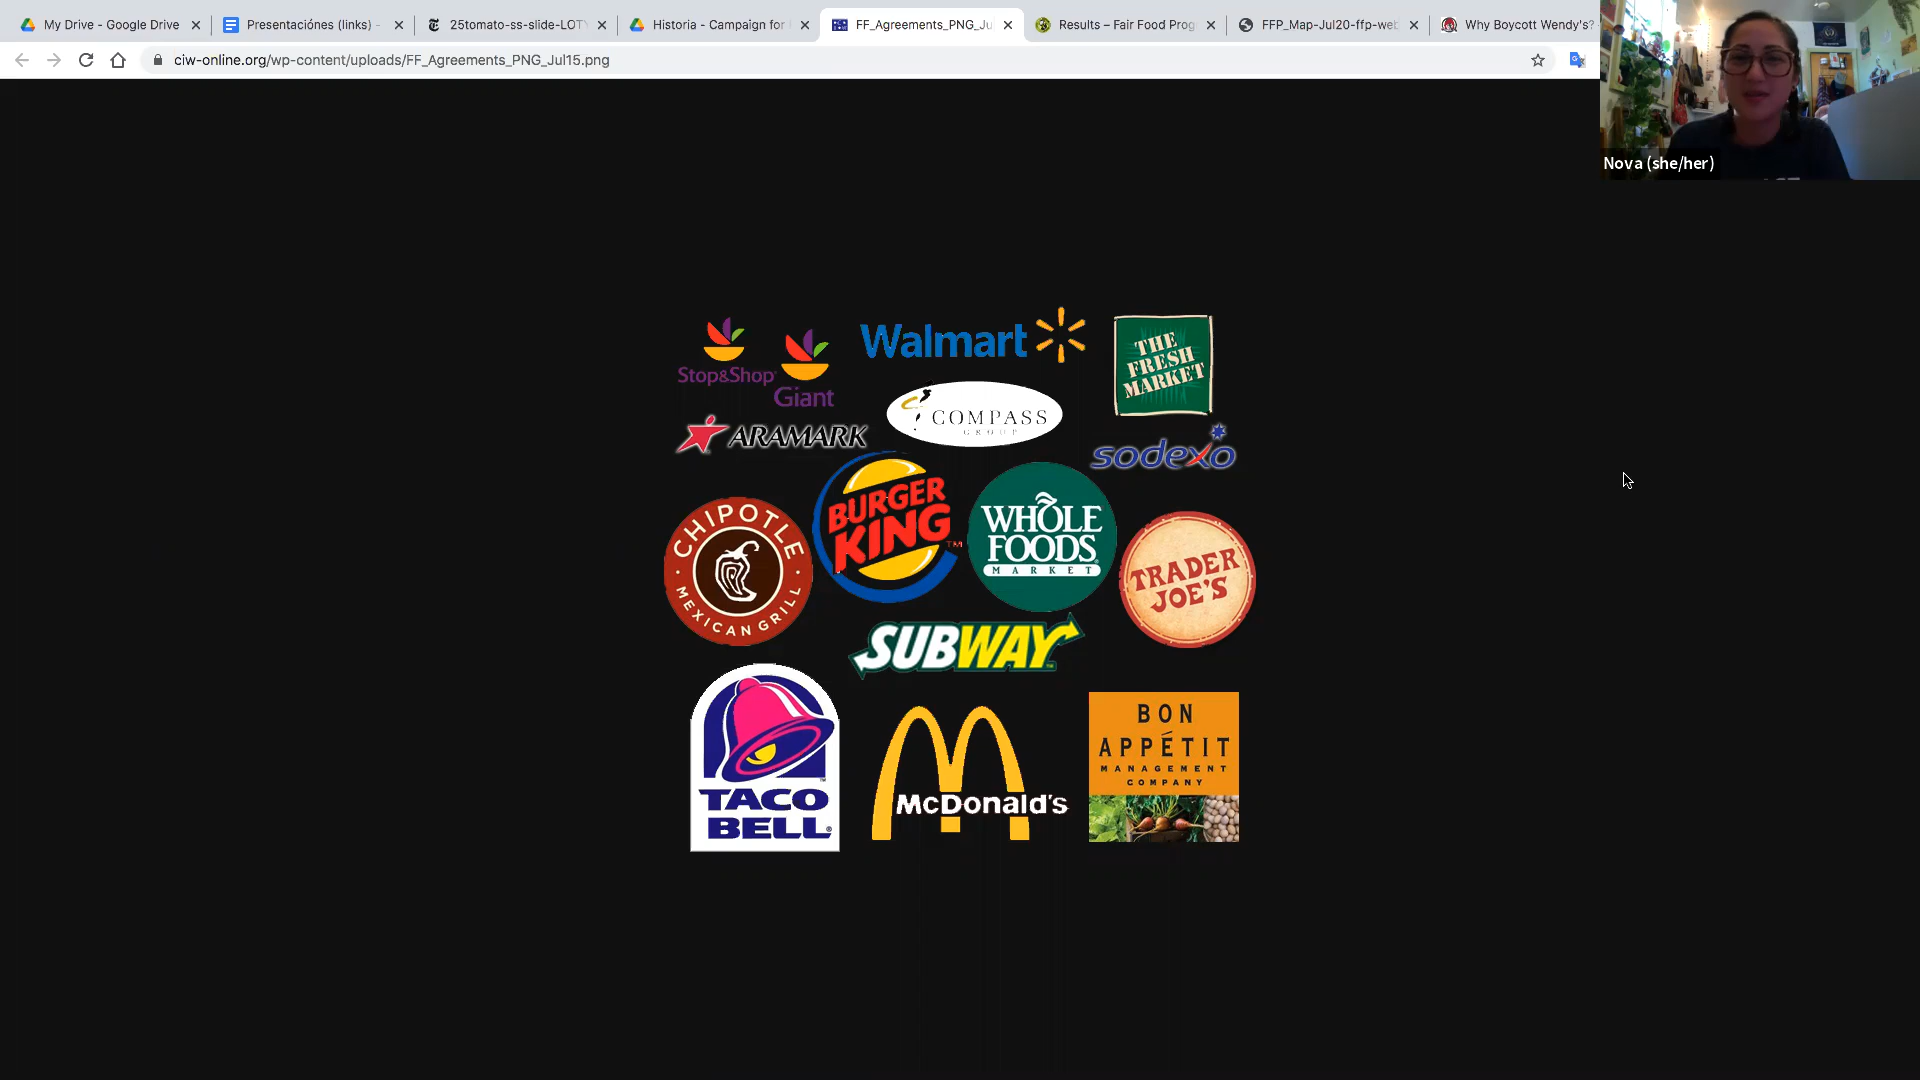 My Drive - Google Drive
Presentaciónes (links) -
25tomato-ss-slide-LOTY
Historia - Campaign for
FF_Agreements_PNG_Ju
Results – Fair Food Prog
FFP_Map-Jul20-ffp-web
Why Boycott Wendy's?
ciw-online.org/wp-content/uploads/FF_Agreements_PNG_Jul15.png
Nova (she/her)
Stop&Shop
Giant
Walmart
THE
FRESH
MARKET
ARAMARK
COMPASS
GROUP
sodexo
CHIPOTLE
MEXICAN GRILL
BURGER
KING™
WHOLE
FOODS
MARKET
TRADER
JOE'S
SUBWAY
TACO
BELL®
McDonald's
BON
APPÉTIT
MANAGEMENT
COMPANY